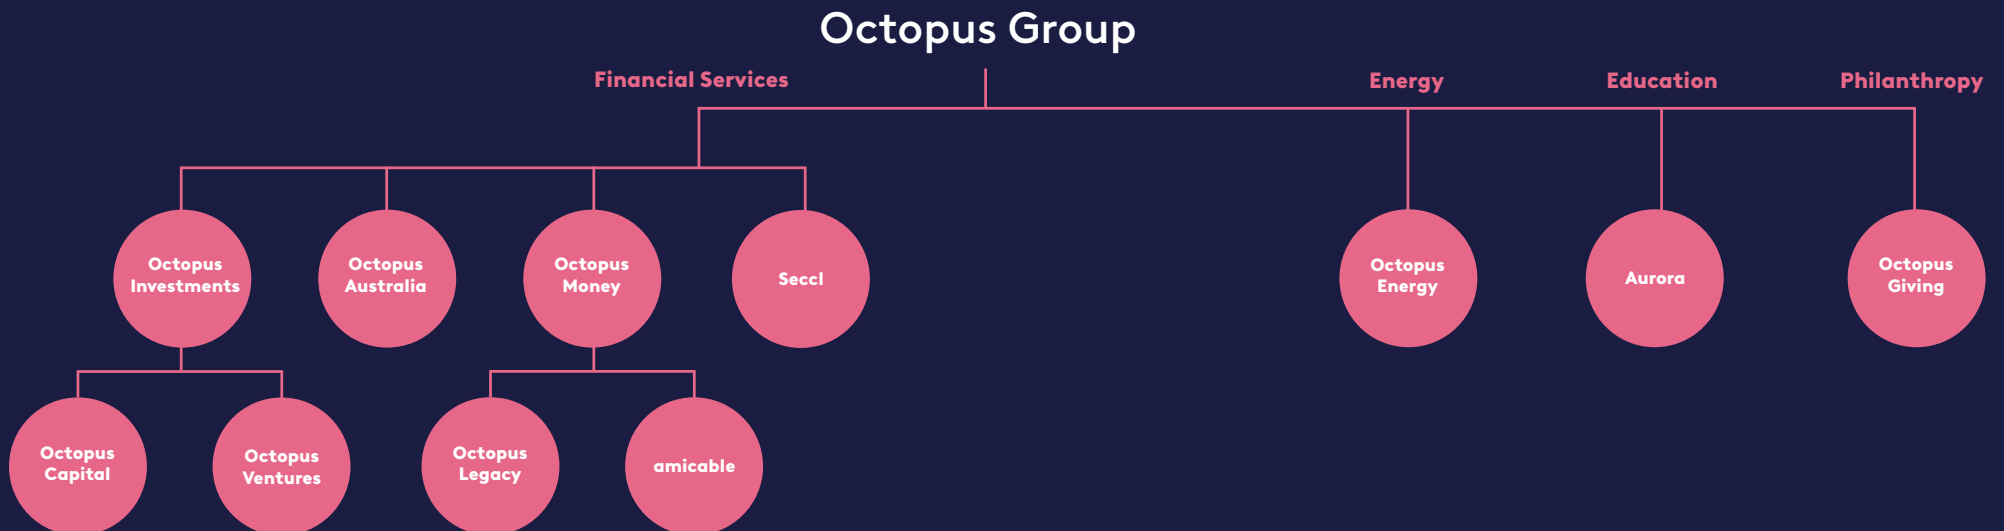 Octopus Group
Financial Services
Energy
Education
Philanthropy
Octopus
Investments
Octopus
Australia
Octopus
Money
Seccl
Octopus
Energy
Aurora
Octopus
Giving
Octopus
Capital
Octopus
Ventures
Octopus
Legacy
amicable